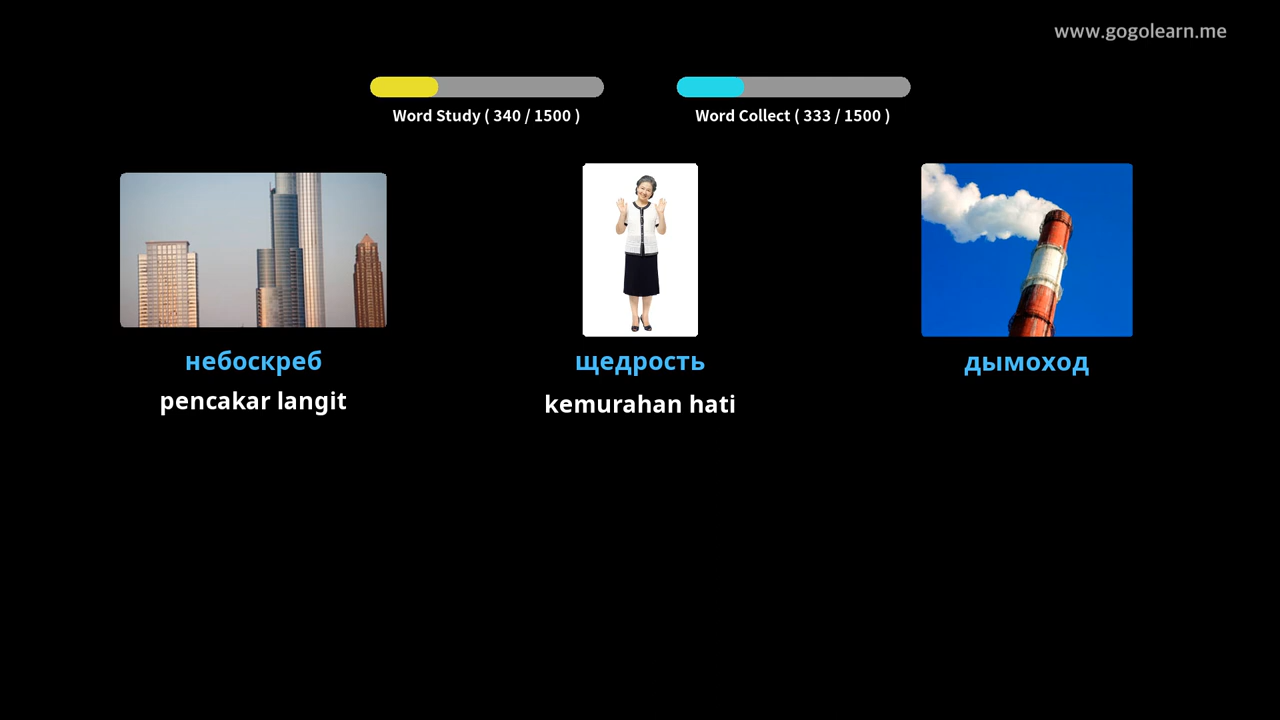 www.gogolearn.me
Word Study ( 340 / 1500 )
Word Collect ( 333 / 1500 )
небоскреб
щедрость
дымоход
pencakar langit
kemurahan hati